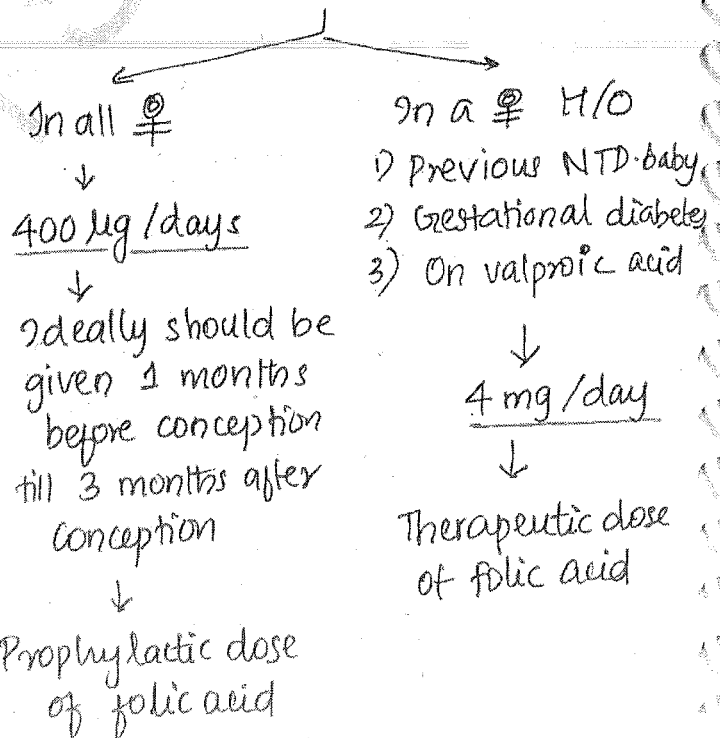 In all
↓
400 μg/days
↓
Ideally should be
given 1 months
before conception
till 3 months after
conception
↓
Prophylactic dose
of folic acid
In a ♀ H/O
1) Previous NTD baby
2) Gestational diabetes
3) On valproic acid
↓
4 mg/day
↓
Therapeutic dose
of folic acid